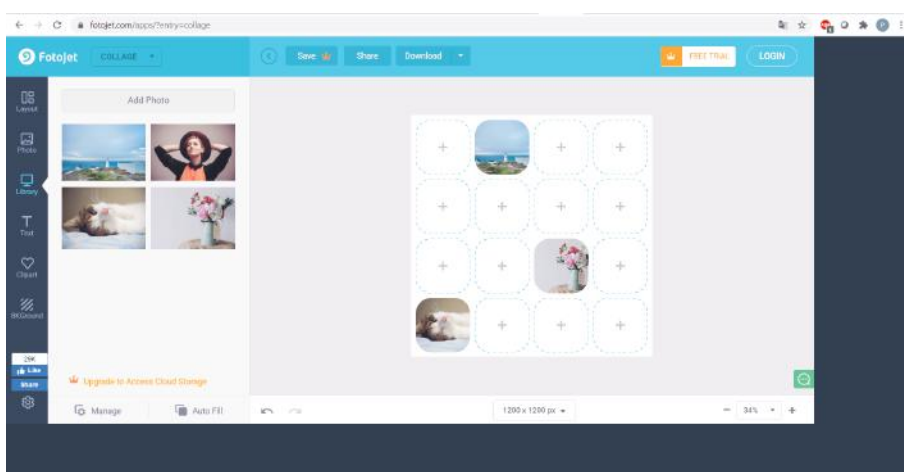 fotojet.com/apps/?entry=collage
Fotojet COLLAGE Save Share Download FREE TRIAL LOGIN
Layout
Photo
Library
Text
Clipart
BKGround
Add Photo
29K
Like
Share
Upgrade to Access Cloud Storage
Manage Auto Fill
1200 x 1200 px
34%